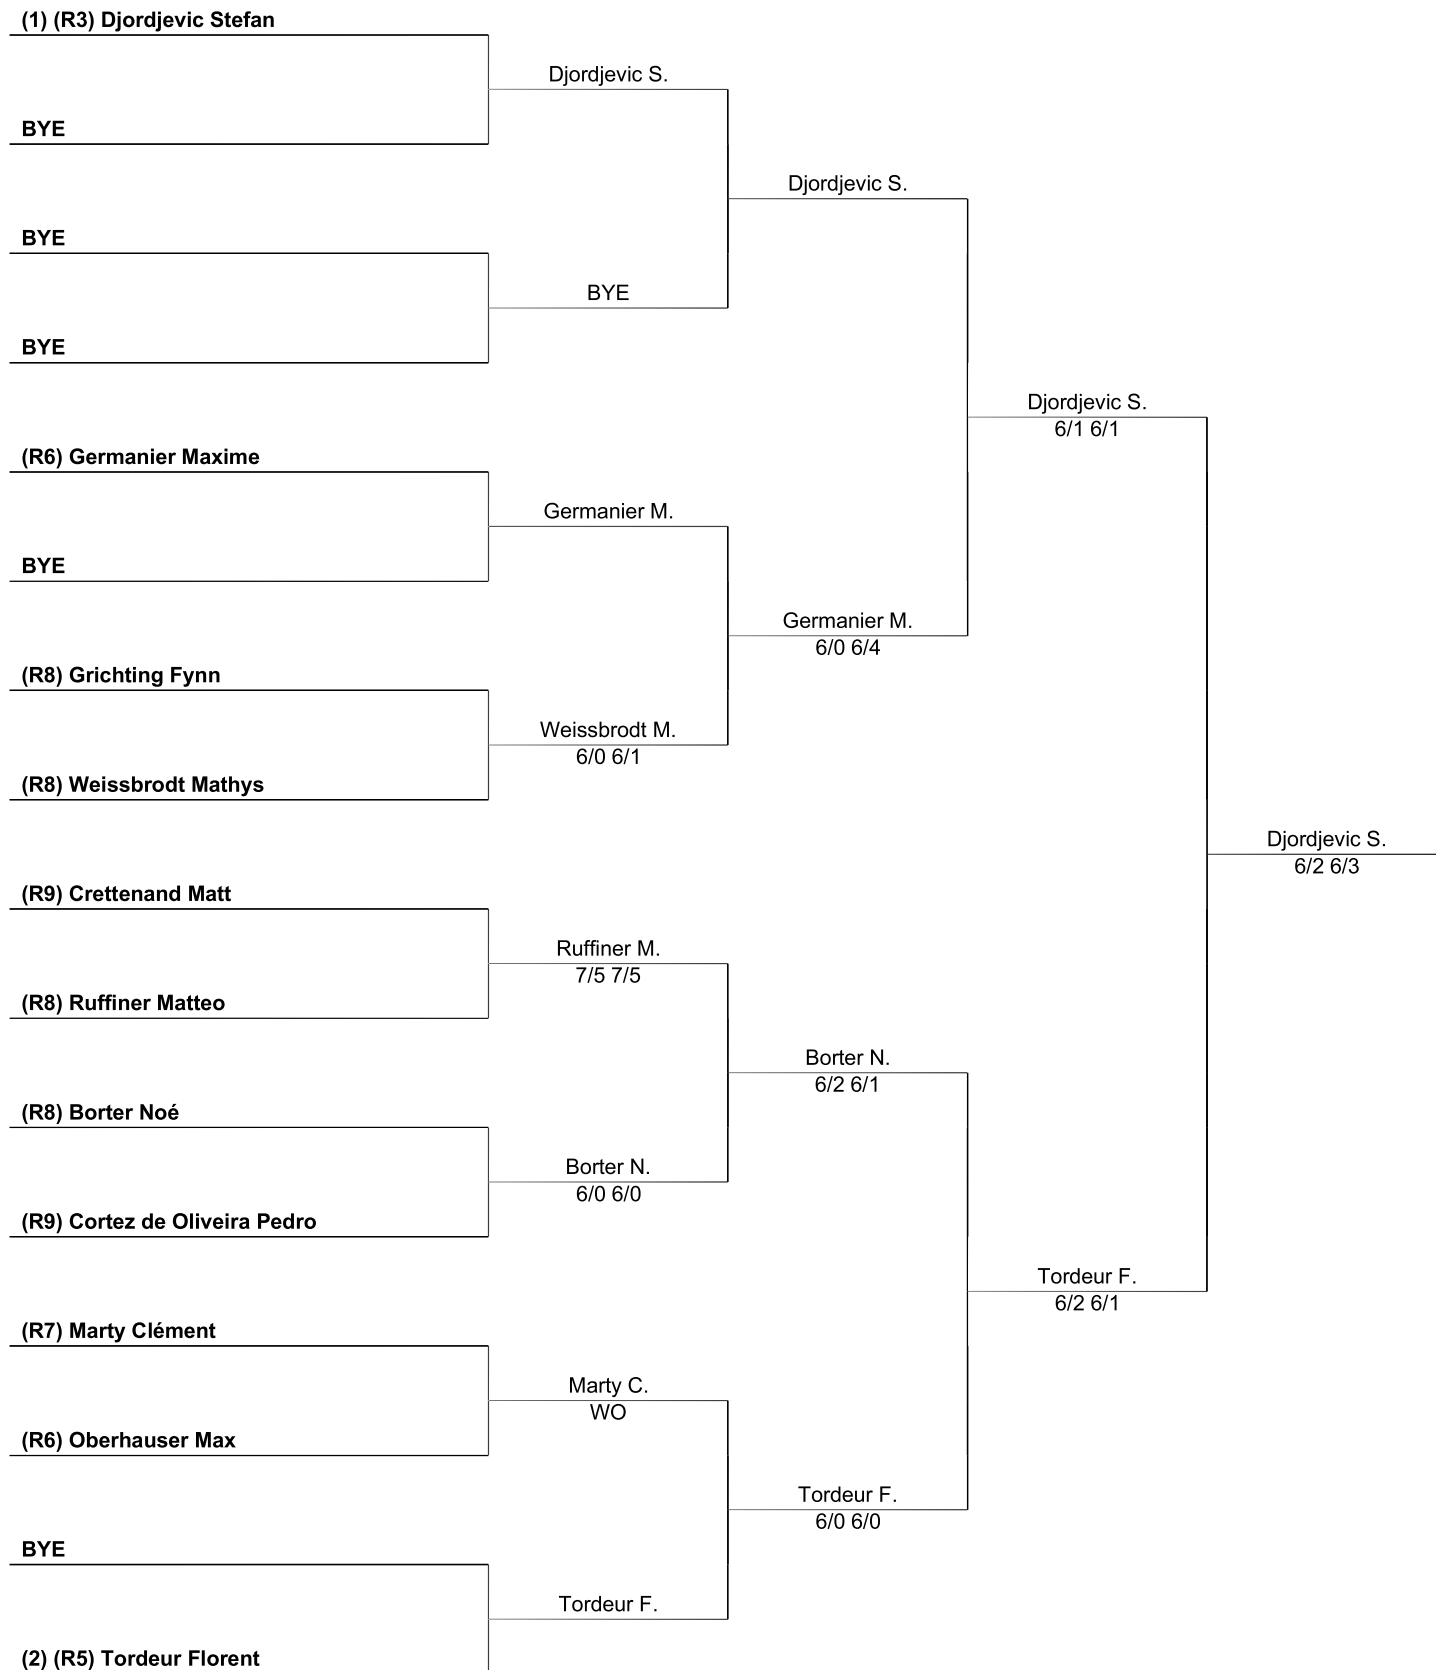 (1) (R3) Djordjevic Stefan
Djordjevic S.
BYE
Djordjevic S.
BYE
BYE
BYE
Djordjevic S.
6/1 6/1
(R6) Germanier Maxime
Germanier M.
BYE
Germanier M.
6/0 6/4
(R8) Grichting Fynn
Weissbrodt M.
6/0 6/1
(R8) Weissbrodt Mathys
Djordjevic S.
6/2 6/3
(R9) Crettenand Matt
Ruffiner M.
7/5 7/5
(R8) Ruffiner Matteo
Borter N.
6/2 6/1
(R8) Borter Noé
Borter N.
6/0 6/0
(R9) Cortez de Oliveira Pedro
Tordeur F.
6/2 6/1
(R7) Marty Clément
Marty C.
WO
(R6) Oberhauser Max
Tordeur F.
6/0 6/0
BYE
Tordeur F.
(2) (R5) Tordeur Florent